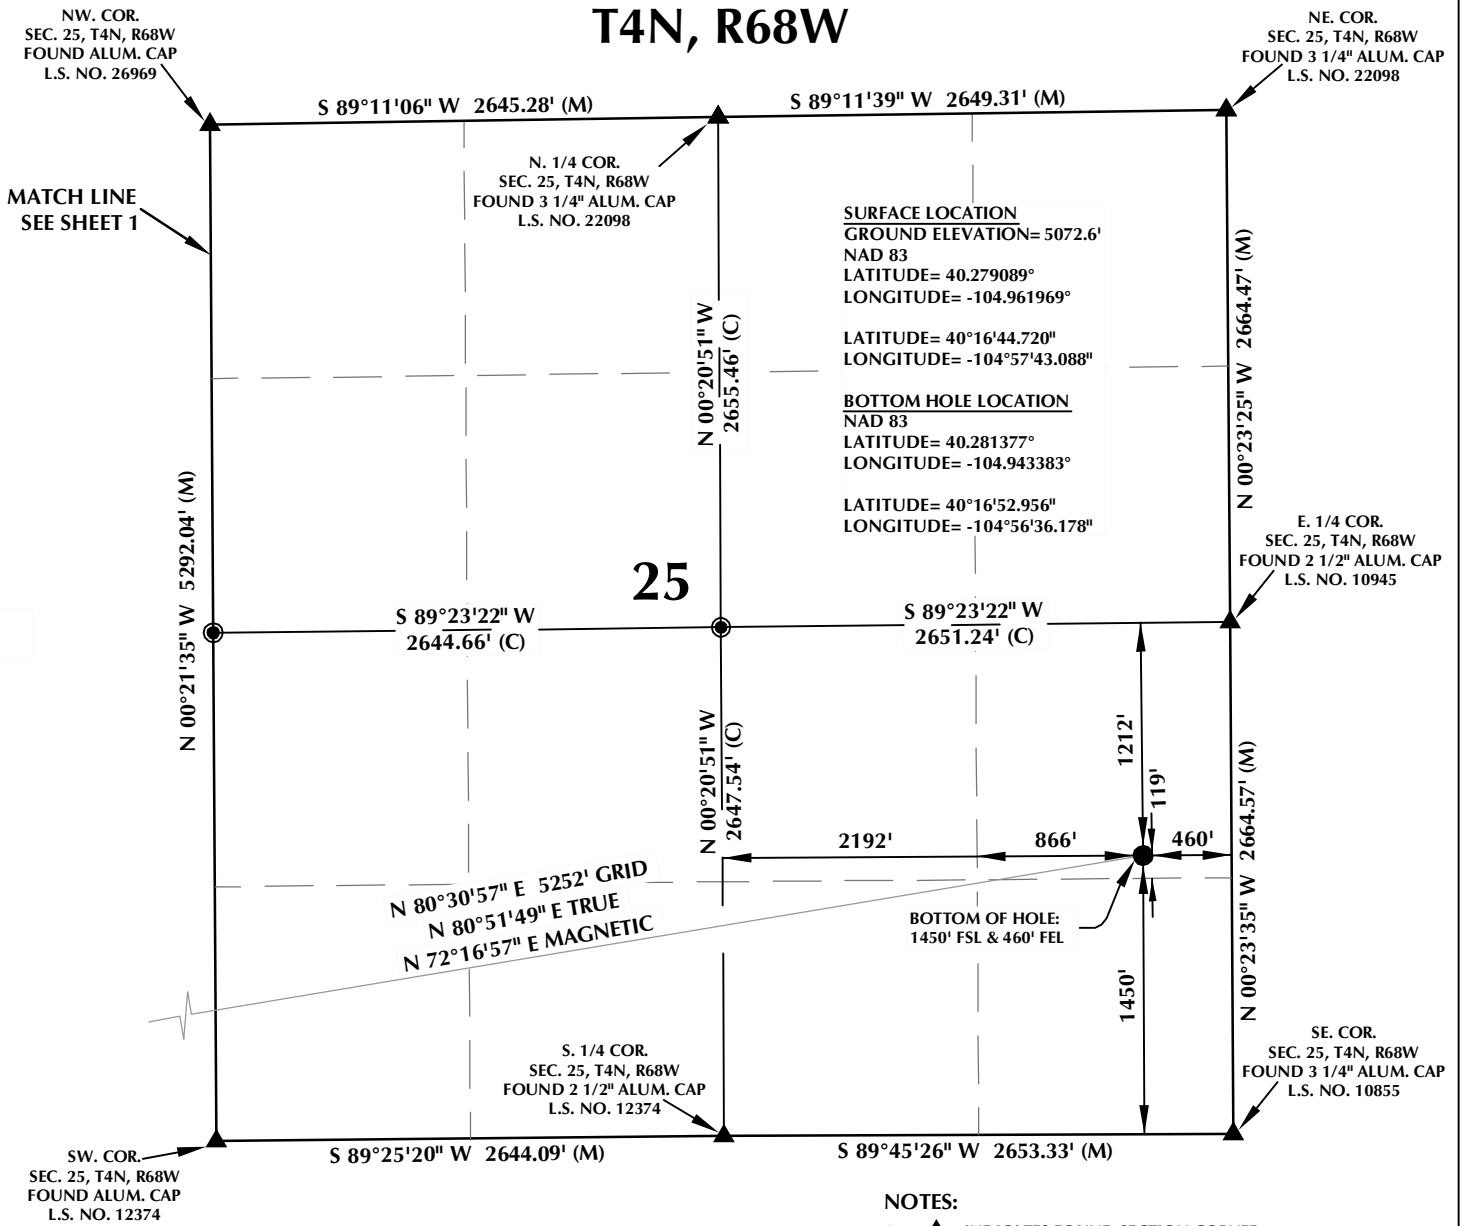 T4N, R68W
NW. COR.
SEC. 25, T4N, R68W
FOUND ALUM. CAP
L.S. NO. 26969
NE. COR.
SEC. 25, T4N, R68W
FOUND 3 1/4" ALUM. CAP
L.S. NO. 22098
S 89°11'06" W 2645.28' (M)
S 89°11'39" W 2649.31' (M)
N. 1/4 COR.
SEC. 25, T4N, R68W
FOUND 3 1/4" ALUM. CAP
L.S. NO. 22098
MATCH LINE
SEE SHEET 1
SURFACE LOCATION
GROUND ELEVATION= 5072.6'
NAD 83
LATITUDE= 40.279089°
LONGITUDE= -104.961969°
LATITUDE= 40°16'44.720"
LONGITUDE= -104°57'43.088"
BOTTOM HOLE LOCATION
NAD 83
LATITUDE= 40.281377°
LONGITUDE= -104.943383°
LATITUDE= 40°16'52.956"
LONGITUDE= -104°56'36.178"
N 00°20'51" W
2655.46' (C)
N 00°23'25" W 2664.47' (M)
N 00°21'35" W 5292.04' (M)
E. 1/4 COR.
SEC. 25, T4N, R68W
FOUND 2 1/2" ALUM. CAP
L.S. NO. 10945
25
S 89°23'22" W
2644.66' (C)
S 89°23'22" W
2651.24' (C)
N 00°20'51" W
2647.54' (C)
1212'
119'
2192'
866'
460'
N 00°23'35" W 2664.57' (M)
N 80°30'57" E 5252' GRID
N 80°51'49" E TRUE
N 72°16'57" E MAGNETIC
BOTTOM OF HOLE:
1450' FSL & 460' FEL
1450'
S. 1/4 COR.
SEC. 25, T4N, R68W
FOUND 2 1/2" ALUM. CAP
L.S. NO. 12374
SE. COR.
SEC. 25, T4N, R68W
FOUND 3 1/4" ALUM. CAP
L.S. NO. 10855
SW. COR.
SEC. 25, T4N, R68W
FOUND ALUM. CAP
L.S. NO. 12374
S 89°25'20" W 2644.09' (M)
S 89°45'26" W 2653.33' (M)
NOTES:
INDICATES FOUND SECTION CORNER